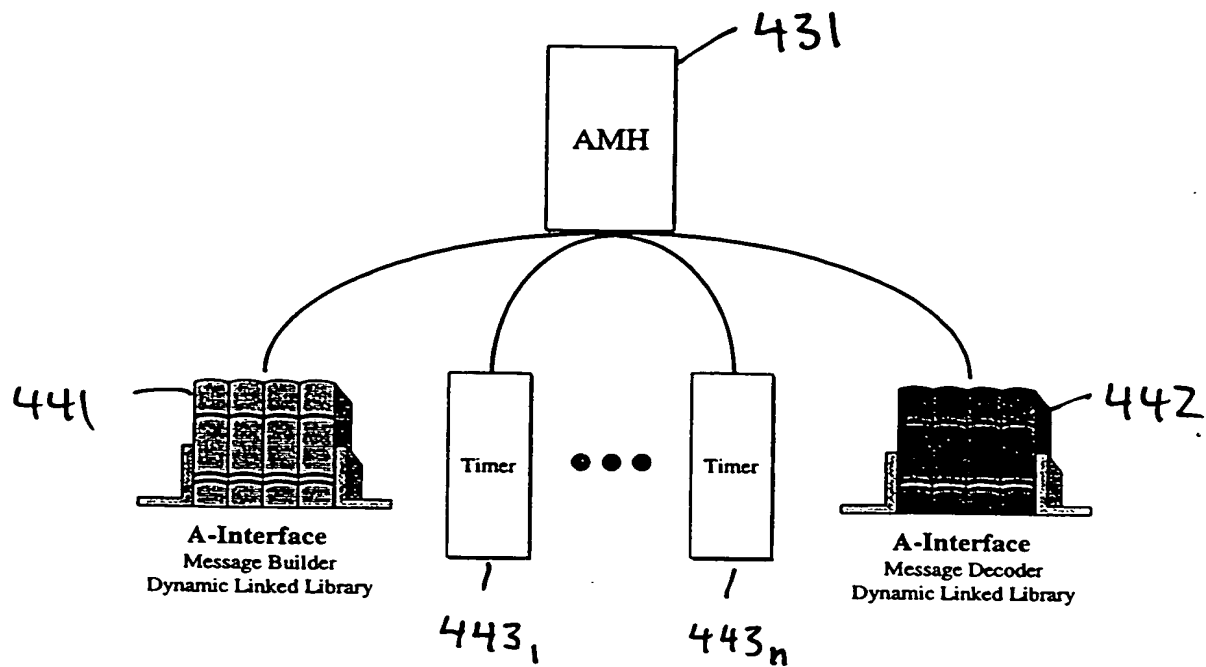 431
AMH
441
442
Timer
Timer
A-Interface
Message Builder
Dynamic Linked Library
A-Interface
Message Decoder
Dynamic Linked Library
443₁
443ₙ